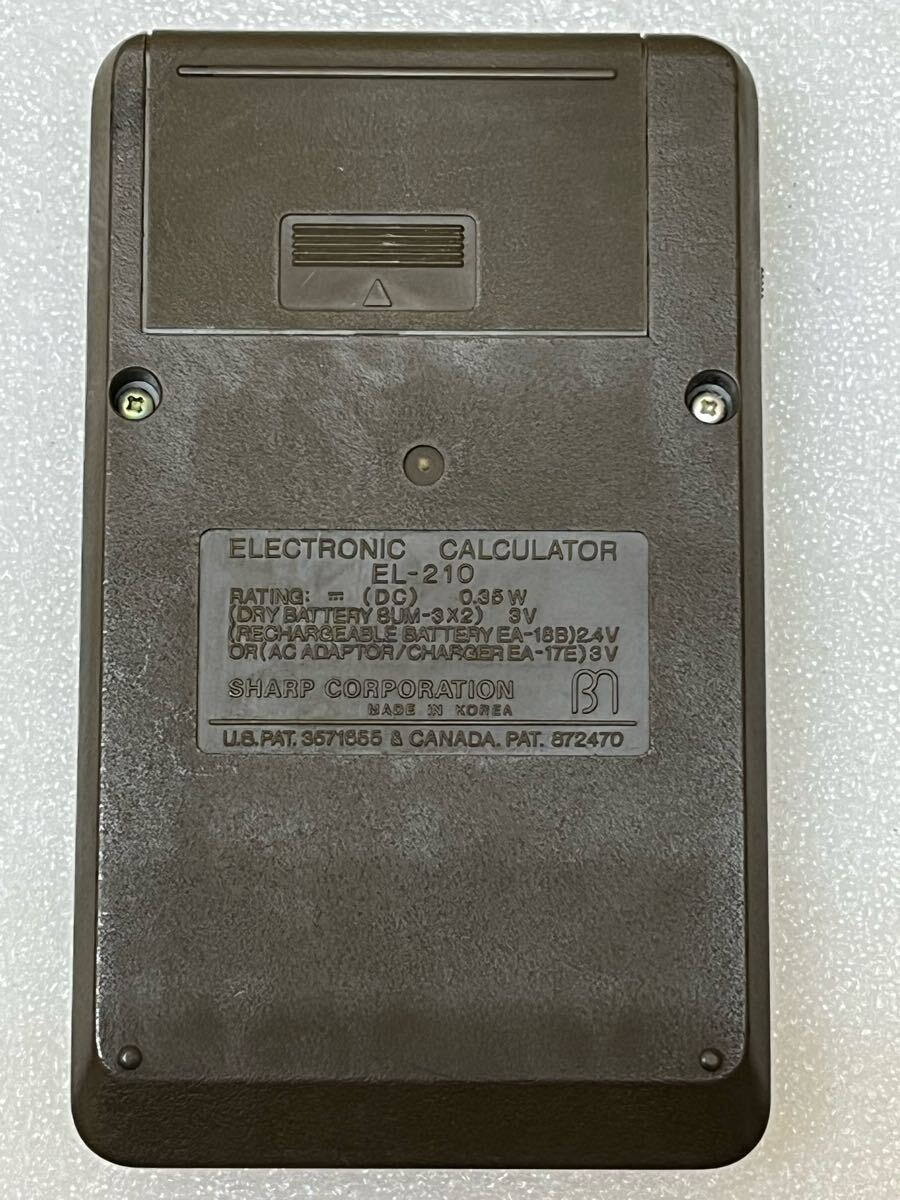 ELECTRONIC CALCULATOR
EL-210
RATING: ⎓ (DC) 0.35W
(DRY BATTERY SUM-3X2) 3V
(RECHARGEABLE BATTERY EA-18B)2.4V
OR(AC ADAPTOR/CHARGER EA-17E)3V
SHARP CORPORATION
MADE IN KOREA
U.S. PAT. 3571655 & CANADA. PAT. 872470